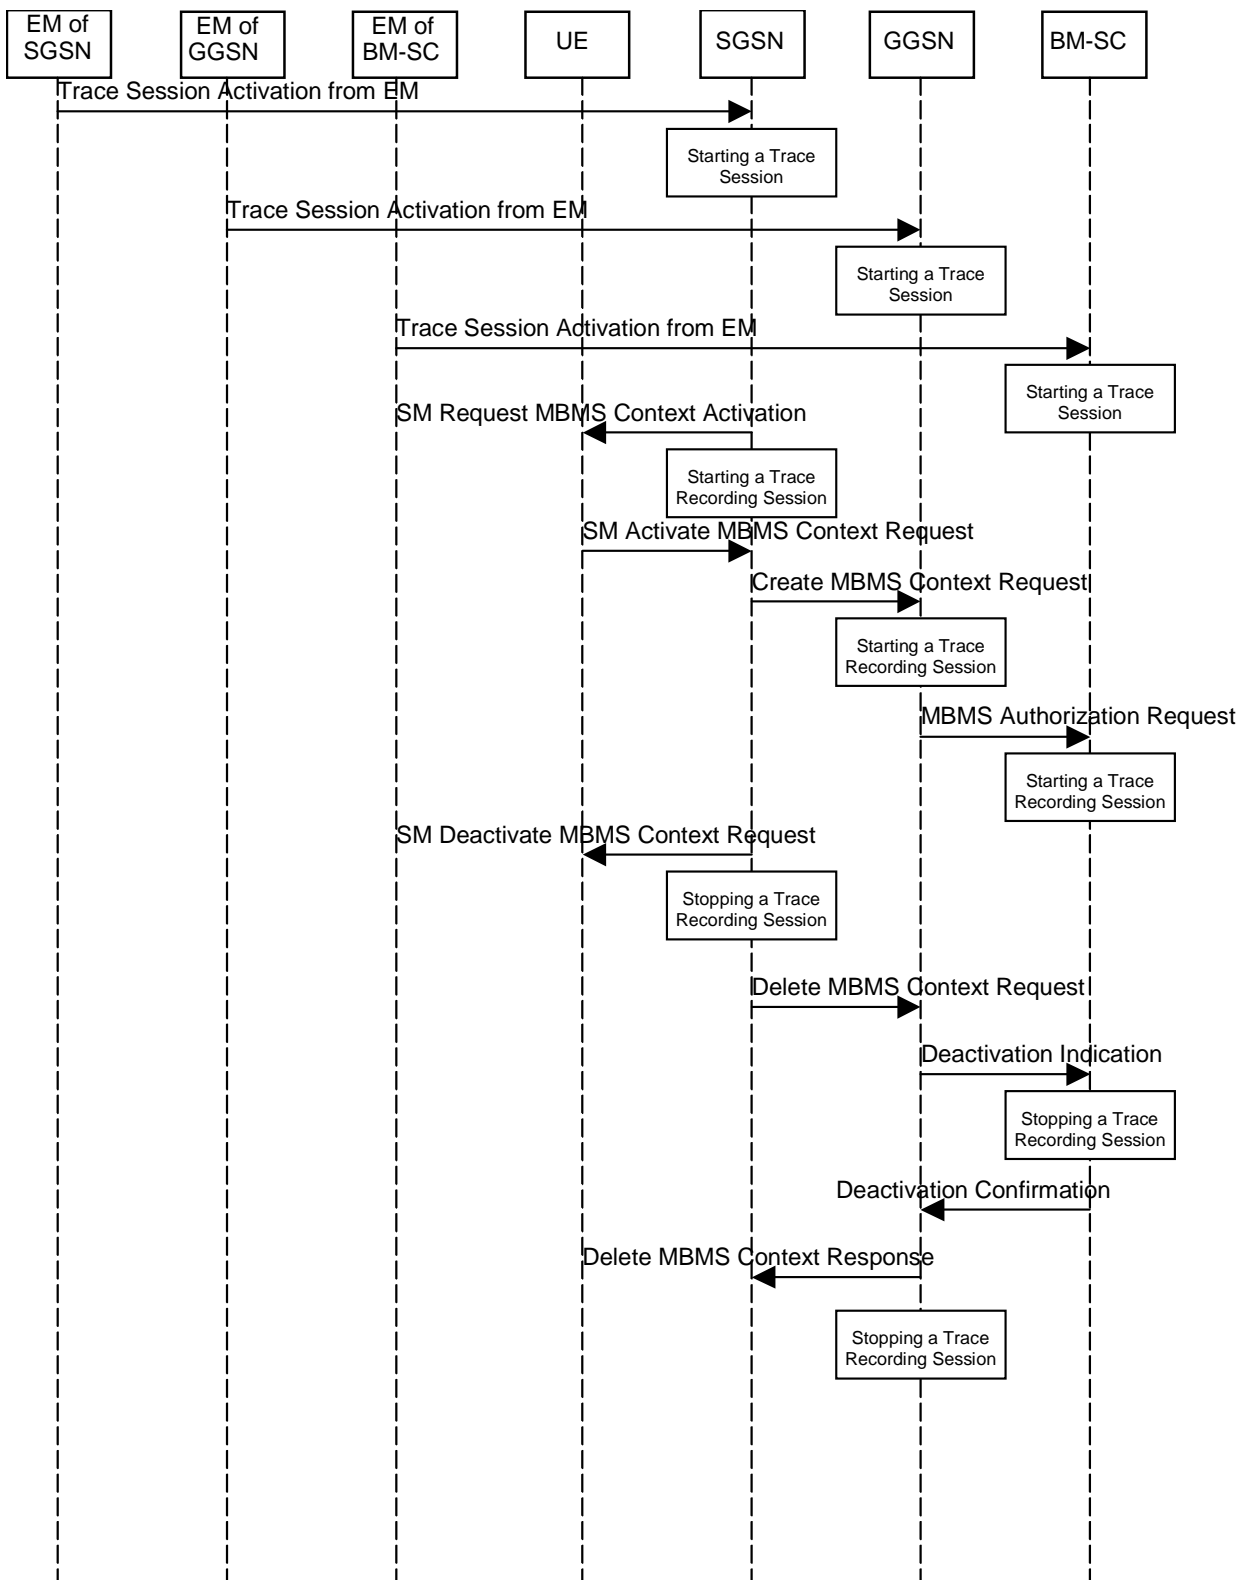 EM of
SGSN
EM of
GGSN
EM of
BM-SC
UE
SGSN
GGSN
BM-SC
Trace Session Activation from EM
Starting a Trace
Session
Trace Session Activation from EM
Starting a Trace
Session
Trace Session Activation from EM
Starting a Trace
Session
SM Request MBMS Context Activation
Starting a Trace
Recording Session
SM Activate MBMS Context Request
Create MBMS Context Request
Starting a Trace
Recording Session
MBMS Authorization Request
Starting a Trace
Recording Session
SM Deactivate MBMS Context Request
Stopping a Trace
Recording Session
Delete MBMS Context Request
Deactivation Indication
Stopping a Trace
Recording Session
Deactivation Confirmation
Delete MBMS Context Response
Stopping a Trace
Recording Session